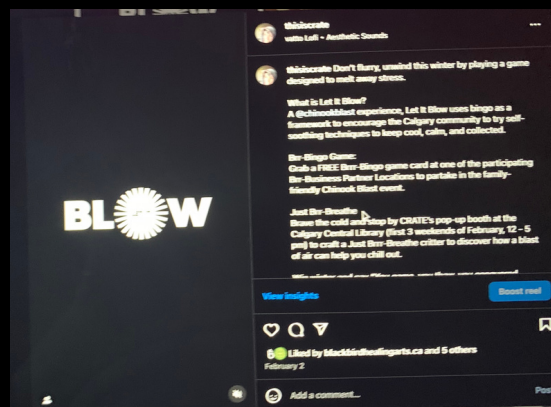 BLOW
thisiscrate
vatto Lofi • Aesthetic Sounds
thisiscrate Don't flurry, unwind this winter by playing a game
designed to melt away stress.
What is Let It Blow?
A @chinookblast experience, Let It Blow uses bingo as a
framework to encourage the Calgary community to try self-
soothing techniques to keep cool, calm, and collected.
Brr-Bingo Game:
Grab a FREE Brr-Bingo game card at one of the participating
Brr-Business Partner Locations to partake in the family-
friendly Chinook Blast event.
Just Brr-Breathe
Brave the cold and stop by CRATE's pop-up booth at the
Calgary Central Library (first 3 weekends of February, 12 – 5
pm) to craft a Just Brrr-Breathe critter to discover how a blast
of air can help you chill out.
View insights
Boost reel
Liked by blackbirdhealingarts.ca and 5 others
February 2
Add a comment...
Pos